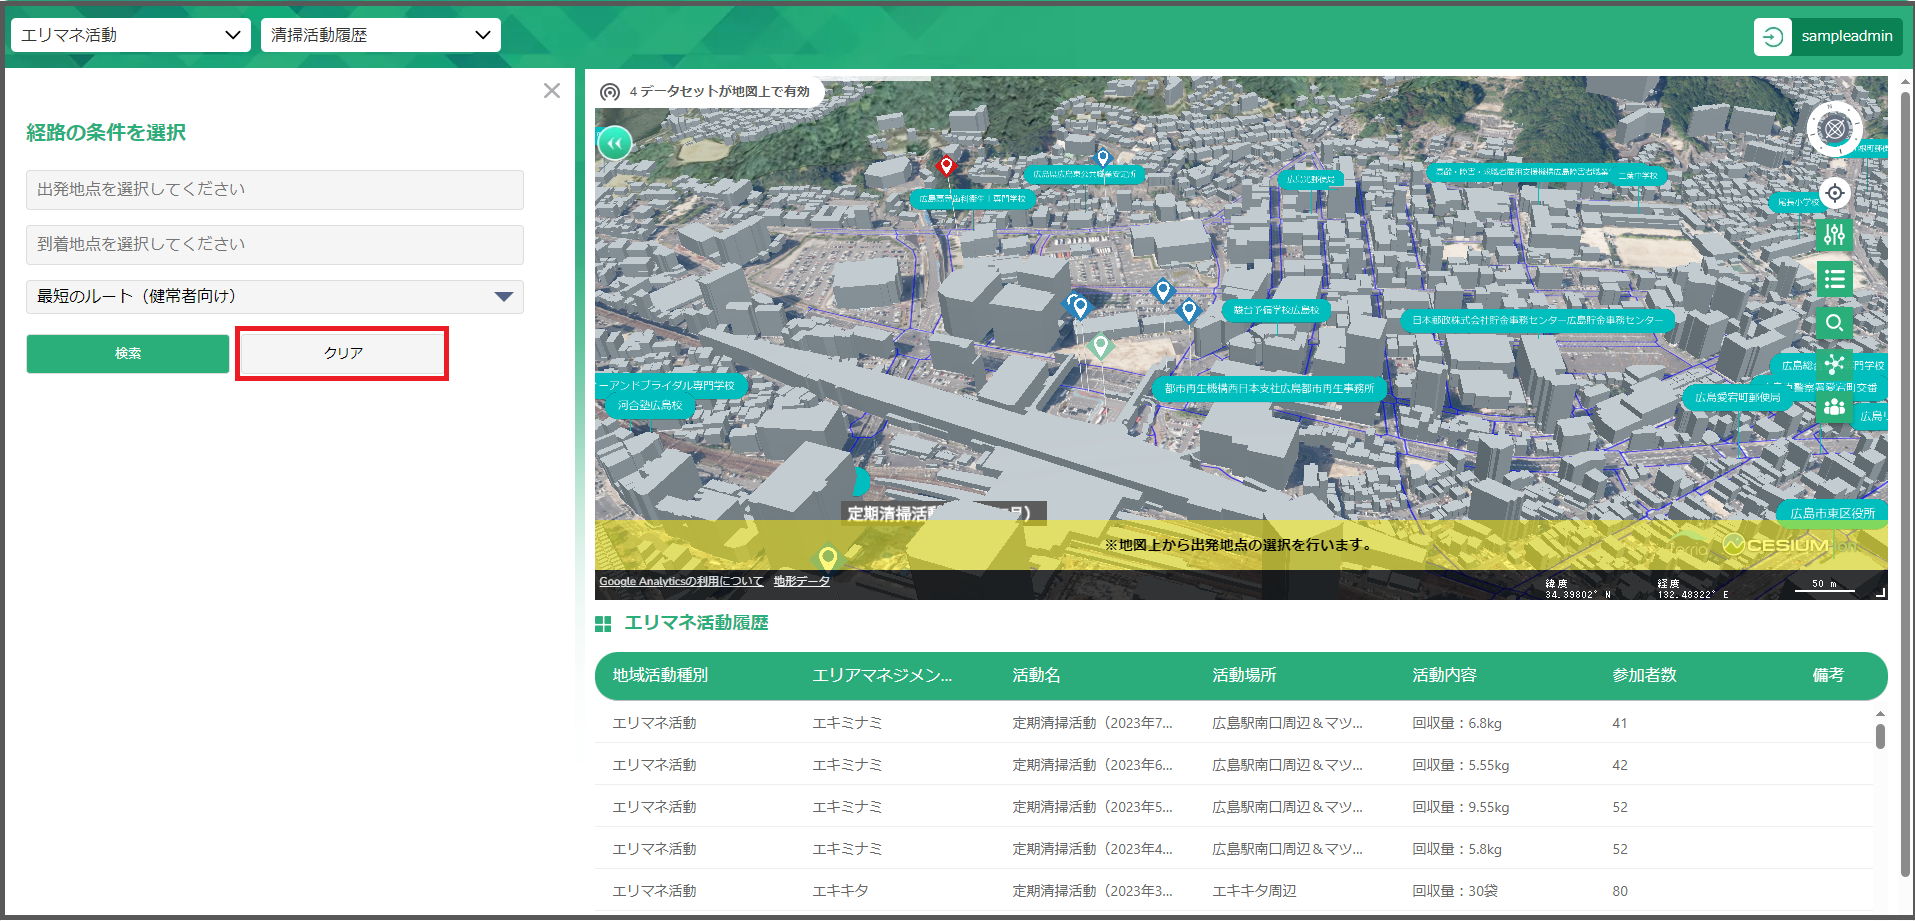 エリマネ活動
清掃活動履歴
sampleadmin
経路の条件を選択
出発地点を選択してください
到着地点を選択してください
最短のルート（健常者向け）
検索
クリア
4 データセットが地図上で有効
広島県広島東公共職業安定所
広島光郵便局
二葉中学校
尾長小学校
駿台予備学校広島校
日本郵政株式会社貯金事務センター広島貯金事務センター
ーアンドブライダル専門学校
河合塾広島校
都市再生機構西日本支社広島都市再生事務所
門学校
広島愛宕町郵便局
広島市東区役所
定期清掃活
※地図上から出発地点の選択を行います。
CESIUM ion
Google Analyticsの利用について 地形データ
緯度
34.39802° N
経度
132.48322° E
50 m
エリマネ活動履歴
地域活動種別 エリアマネジメン... 活動名 活動場所 活動内容 参加者数 備考
エリマネ活動 エキミナミ 定期清掃活動（2023年7... 広島駅南口周辺＆マツ... 回収量：6.8kg 41
エリマネ活動 エキミナミ 定期清掃活動（2023年6... 広島駅南口周辺＆マツ... 回収量：5.55kg 42
エリマネ活動 エキミナミ 定期清掃活動（2023年5... 広島駅南口周辺＆マツ... 回収量：9.55kg 52
エリマネ活動 エキミナミ 定期清掃活動（2023年4... 広島駅南口周辺＆マツ... 回収量：5.8kg 52
エリマネ活動 エキキタ 定期清掃活動（2023年3... エキキタ周辺 回収量：30袋 80